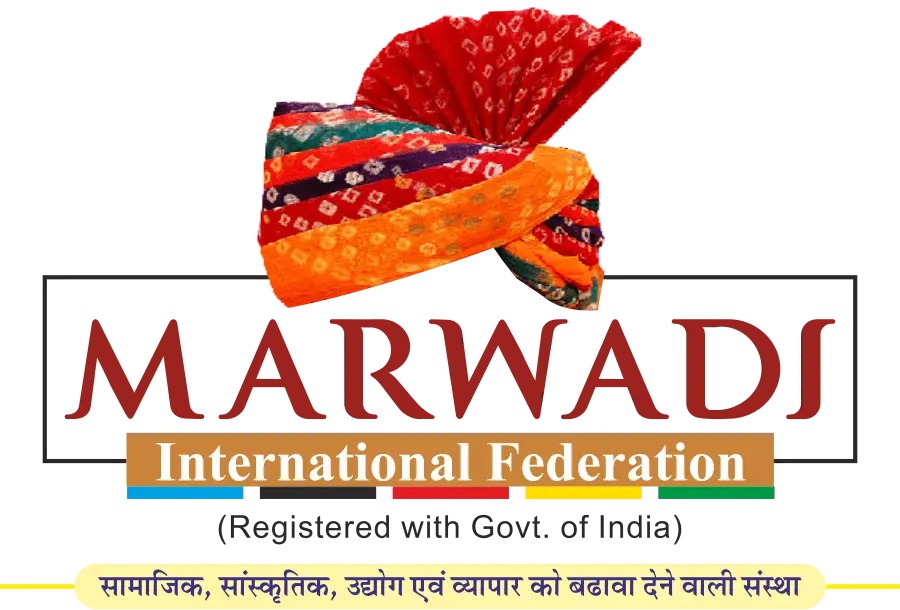 MARWADI
International Federation
(Registered with Govt. of India)
सामाजिक, सांस्कृतिक, उद्योग एवं व्यापार को बढावा देने वाली संस्था